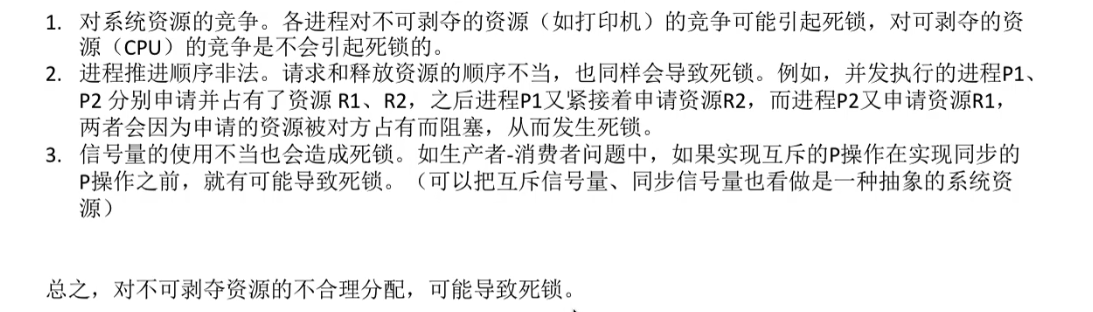 1. 对系统资源的竞争。各进程对不可剥夺的资源（如打印机）的竞争可能引起死锁，对可剥夺的资
源（CPU）的竞争是不会引起死锁的。
2. 进程推进顺序非法。请求和释放资源的顺序不当，也同样会导致死锁。例如，并发执行的进程P1、
P2 分别申请并占有了资源 R1、R2，之后进程P1又紧接着申请资源R2，而进程P2又申请资源R1，
两者会因为申请的资源被对方占有而阻塞，从而发生死锁。
3. 信号量的使用不当也会造成死锁。如生产者-消费者问题中，如果实现互斥的P操作在实现同步的
P操作之前，就有可能导致死锁。（可以把互斥信号量、同步信号量也看做是一种抽象的系统资
源）
总之，对不可剥夺资源的不合理分配，可能导致死锁。